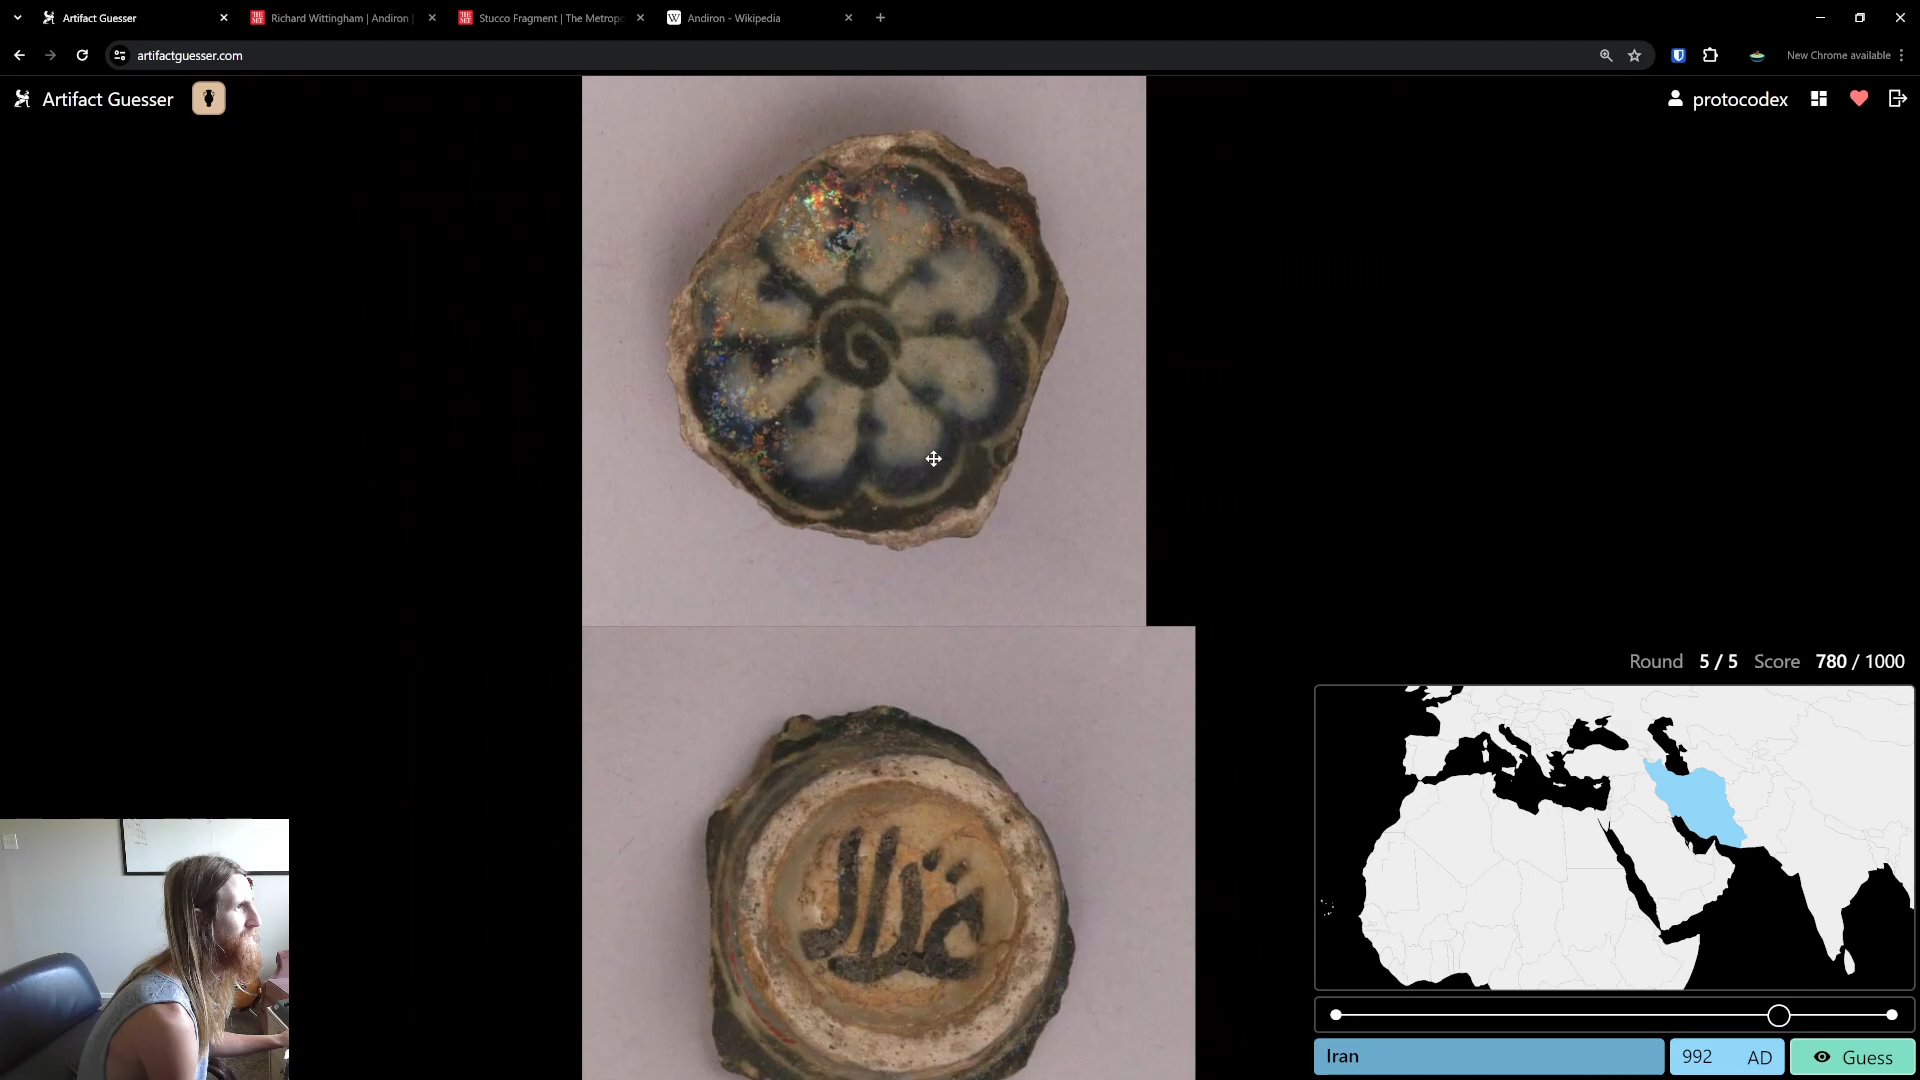 Artifact Guesser
Richard Wittingham | Andiron |
Stucco Fragment | The Metrop
Andiron - Wikipedia
artifactguesser.com
New Chrome available
Artifact Guesser
protocodex
Round 5 / 5 Score 780 / 1000
Iran
992 AD
Guess